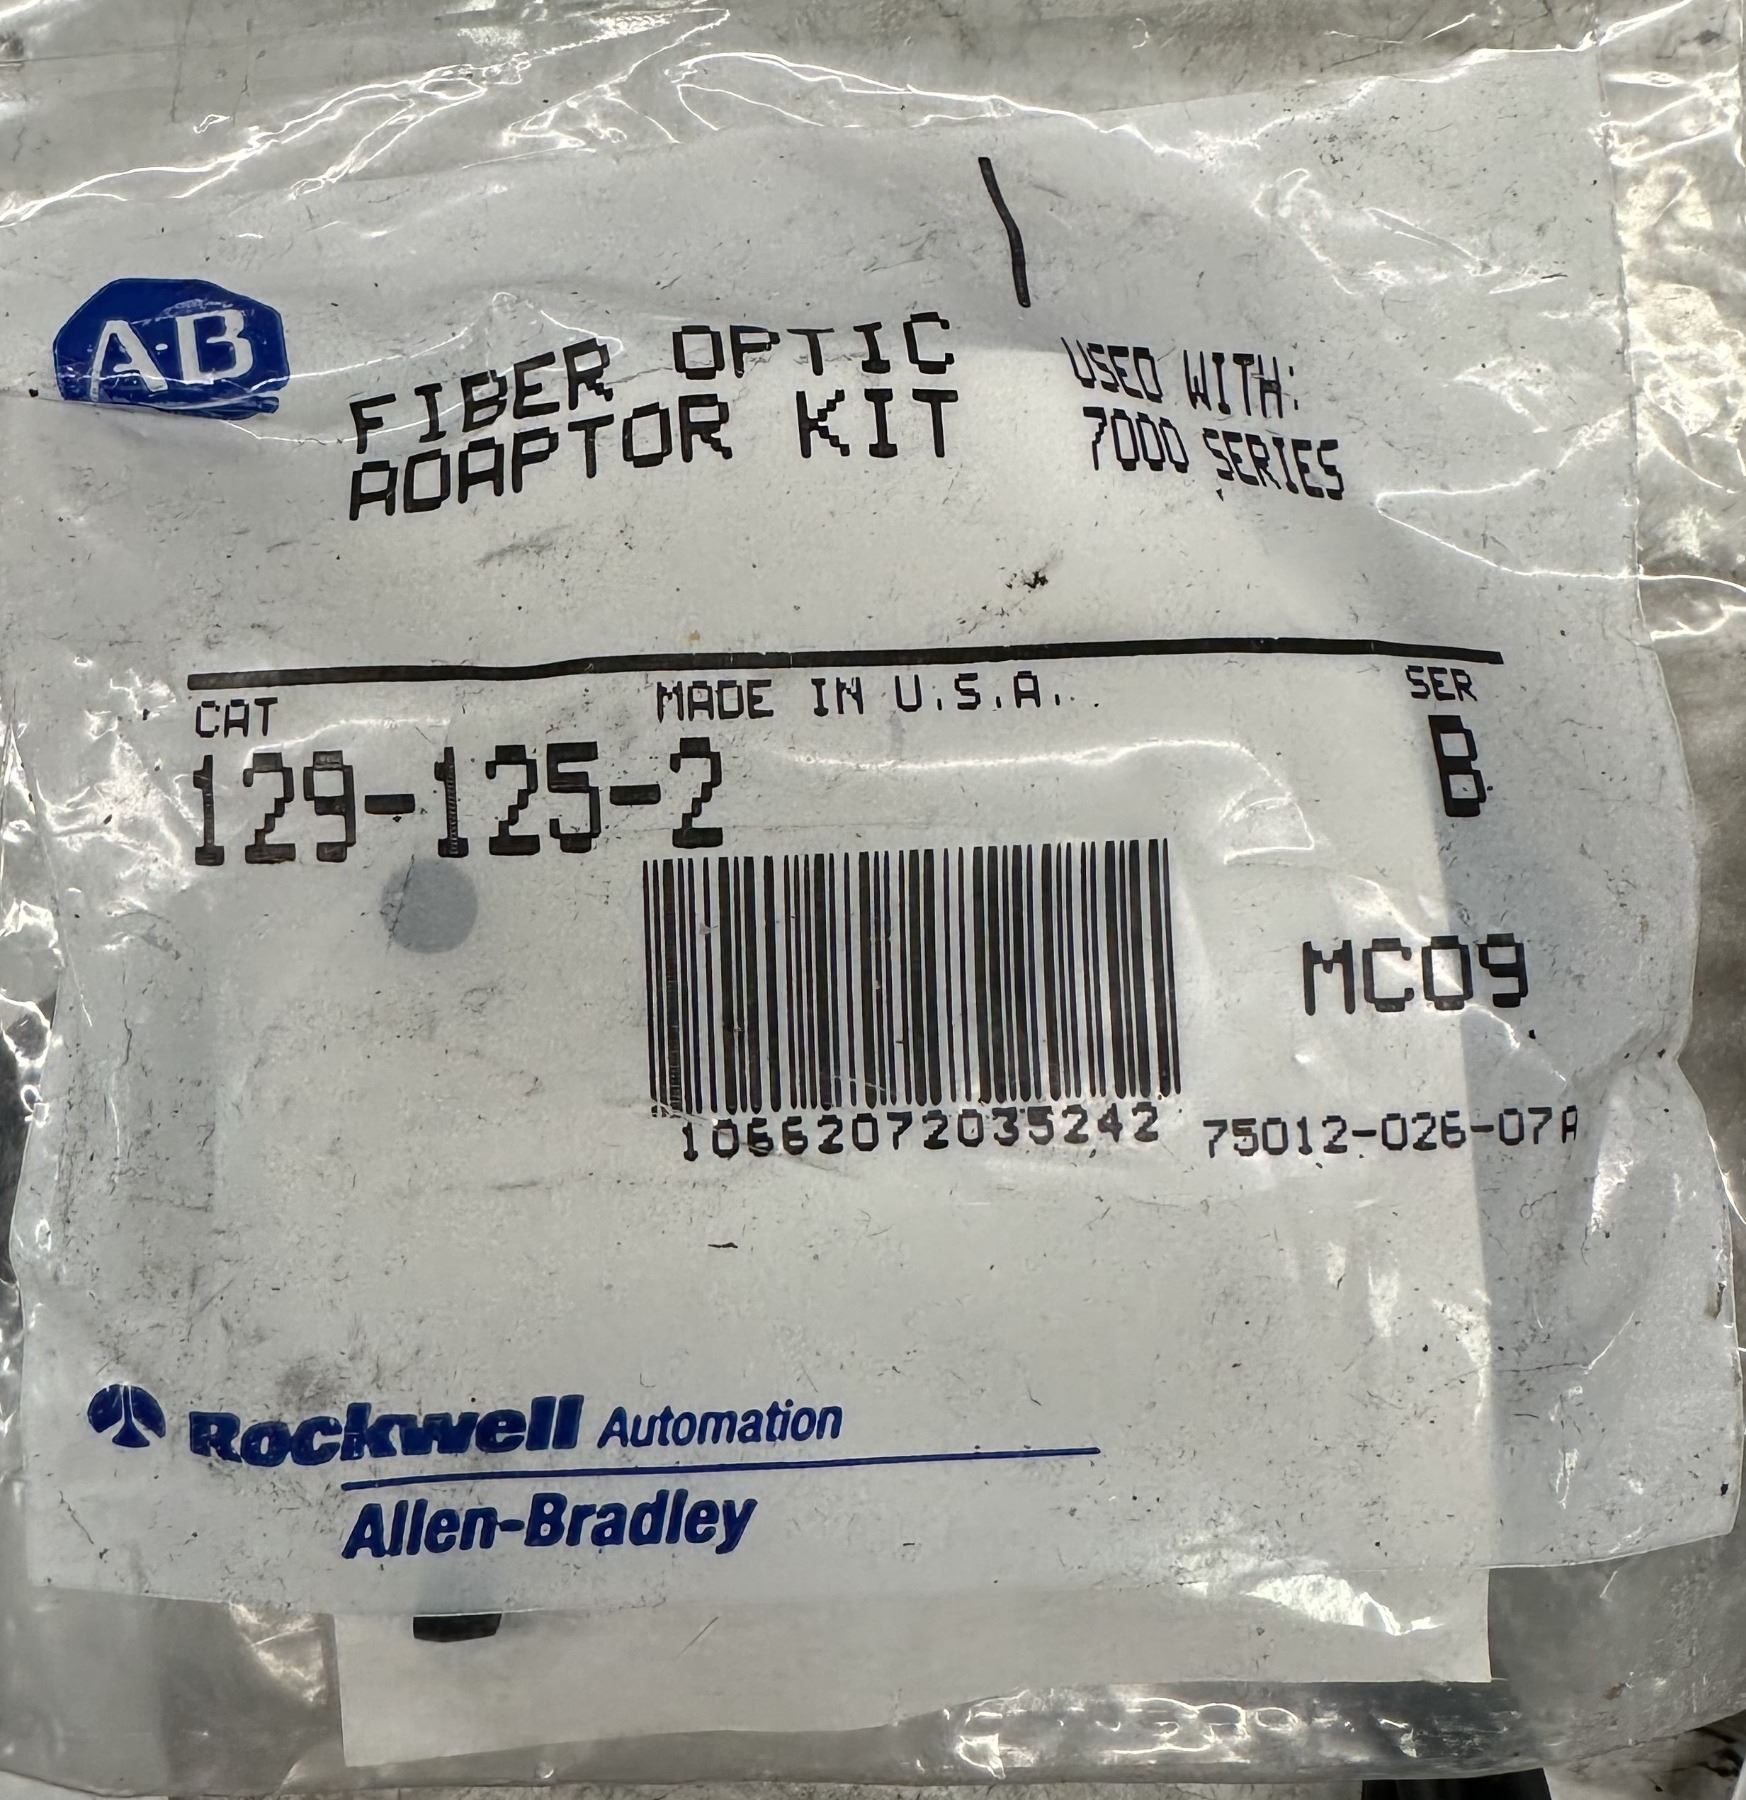 A·B
FIBER OPTIC
ADAPTOR KIT
USED WITH:
7000 SERIES
CAT
MADE IN U.S.A.
SER
129-125-2
B
MC09
10662072035242
75012-026-07A
Rockwell Automation
Allen-Bradley